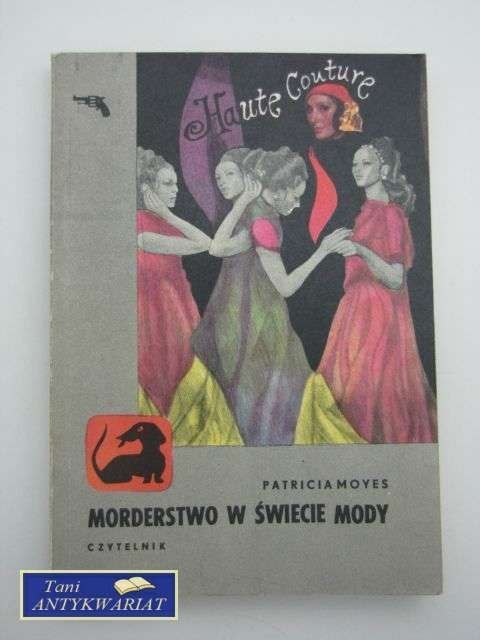 Haute Couture
PATRICIA MOYES
MORDERSTWO W ŚWIECIE MODY
CZYTELNIK
Tani
ANTYKWARIAT